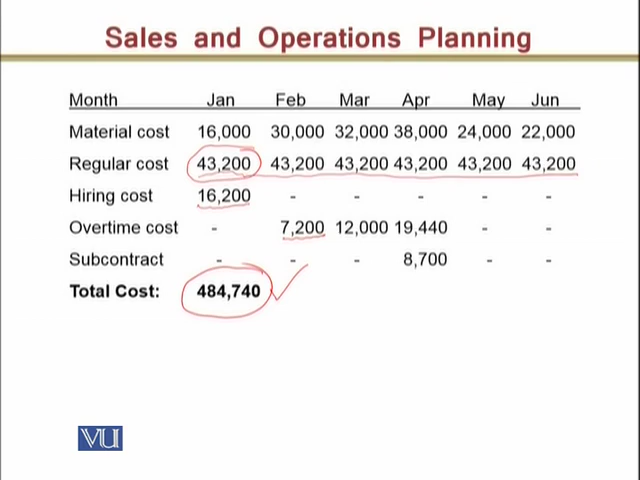 Sales and Operations Planning
Month Jan Feb Mar Apr May Jun
Material cost 16,000 30,000 32,000 38,000 24,000 22,000
Regular cost 43,200 43,200 43,200 43,200 43,200 43,200
Hiring cost 16,200 - - - - -
Overtime cost - 7,200 12,000 19,440 - -
Subcontract - - - 8,700 - -
Total Cost: 484,740
VU